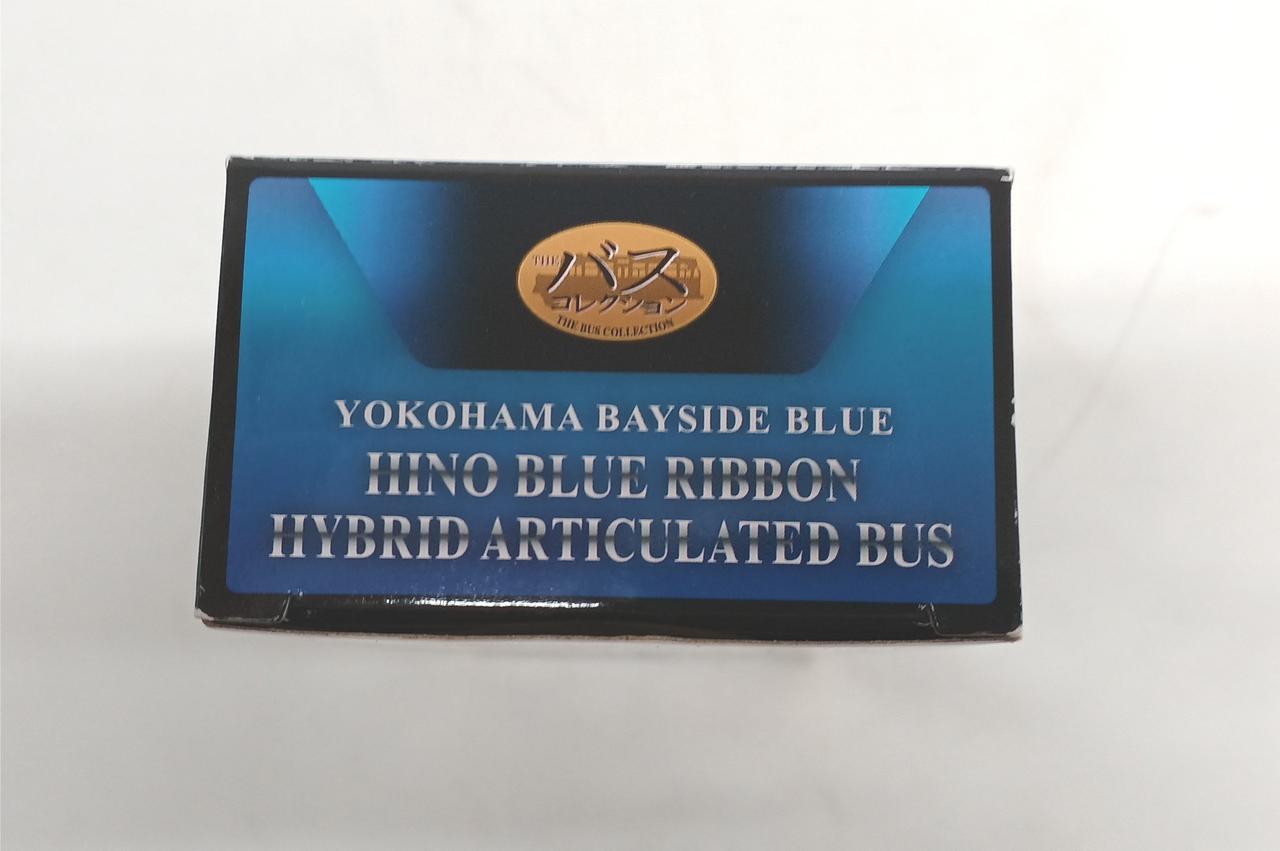 THE バス
コレクション
THE BUS COLLECTION
YOKOHAMA BAYSIDE BLUE
HINO BLUE RIBBON
HYBRID ARTICULATED BUS